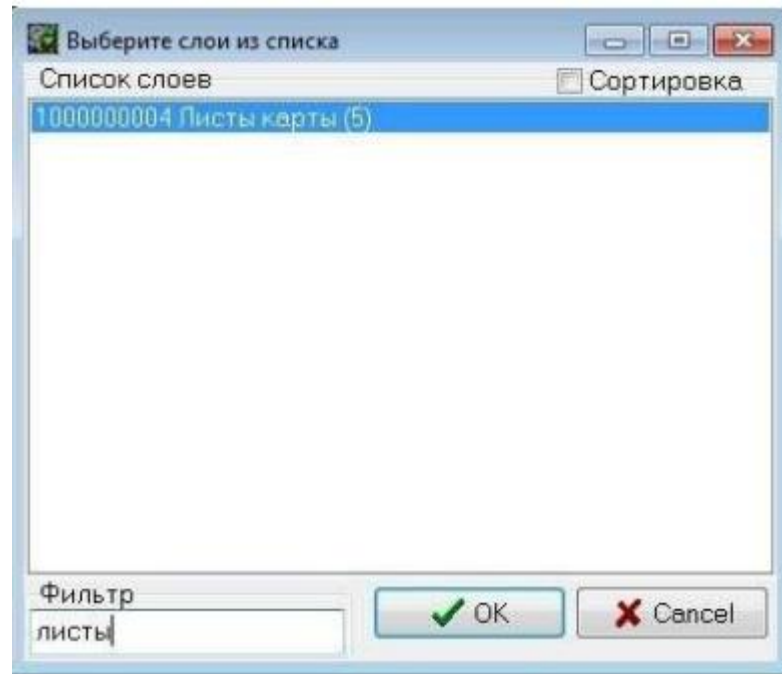 Выберите слои из списка
Список слоев
Сортировка
1000000004 Листы карты (5)
Фильтр
листы
OK
Cancel